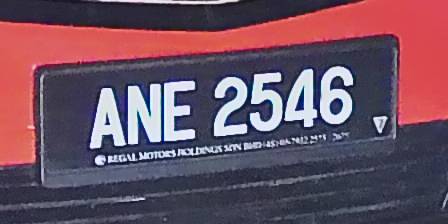 ANE 2546
REGAL MOTORS HOLDINGS SDN BHD